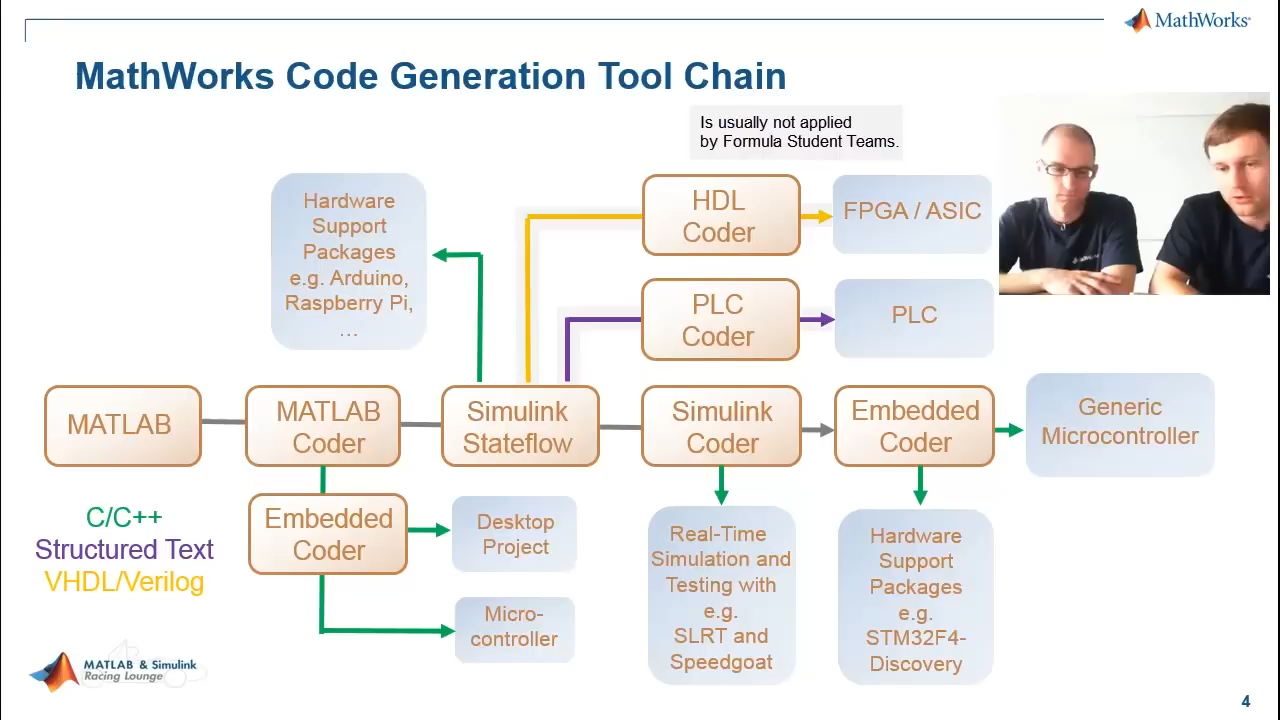 MathWorks®
MathWorks Code Generation Tool Chain
Is usually not applied
by Formula Student Teams.
Hardware
Support
Packages
e.g. Arduino,
Raspberry Pi,
...
HDL
Coder
FPGA / ASIC
PLC
Coder
PLC
MATLAB
MATLAB
Coder
Simulink
Stateflow
Simulink
Coder
Embedded
Coder
Generic
Microcontroller
C/C++
Structured Text
VHDL/Verilog
Embedded
Coder
Desktop
Project
Micro-
controller
Real-Time
Simulation and
Testing with
e.g.
SLRT and
Speedgoat
Hardware
Support
Packages
e.g.
STM32F4-
Discovery
MATLAB & Simulink
Racing Lounge
4